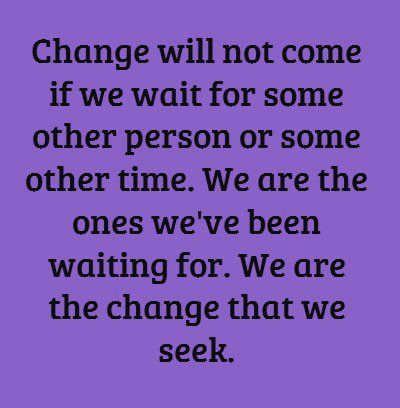 Change will not come
if we wait for some
other person or some
other time. We are the
ones we've been
waiting for. We are
the change that we
seek.